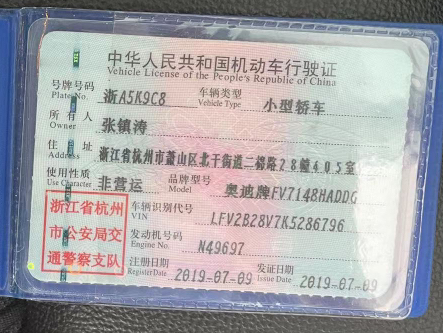 中华人民共和国机动车行驶证
Vehicle License of the People's Republic of China
号牌号码 浙A5K9C8 车辆类型 小型轿车
Plate No. Vehicle Type
所有人 张镇涛
Owner
住址 浙江省杭州市萧山区北干街道二锦路28幢405室
Address
使用性质 非营运 品牌型号 奥迪牌FV7148HADDG
Use Character Model
浙江省杭州市公安局交通警察支队
车辆识别代号 LFV2B28V7K5286796
VIN
发动机号码 N49697
Engine No.
注册日期 2019-07-09 发证日期 2019-07-09
Register Date Issue Date